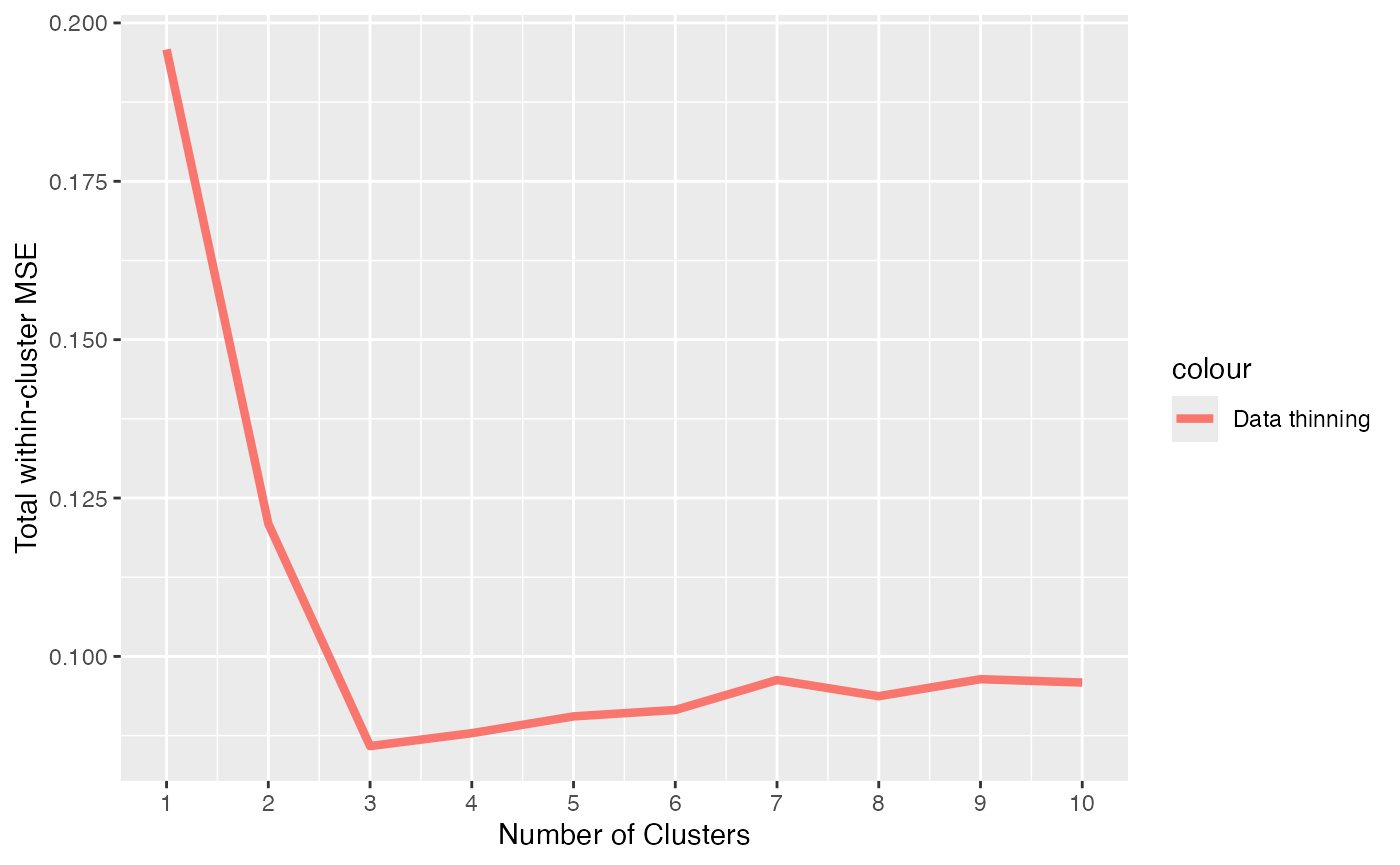 0.200
0.175
0.150
0.125
0.100
Total within-cluster MSE
1 2 3 4 5 6 7 8 9 10
Number of Clusters
colour
Data thinning